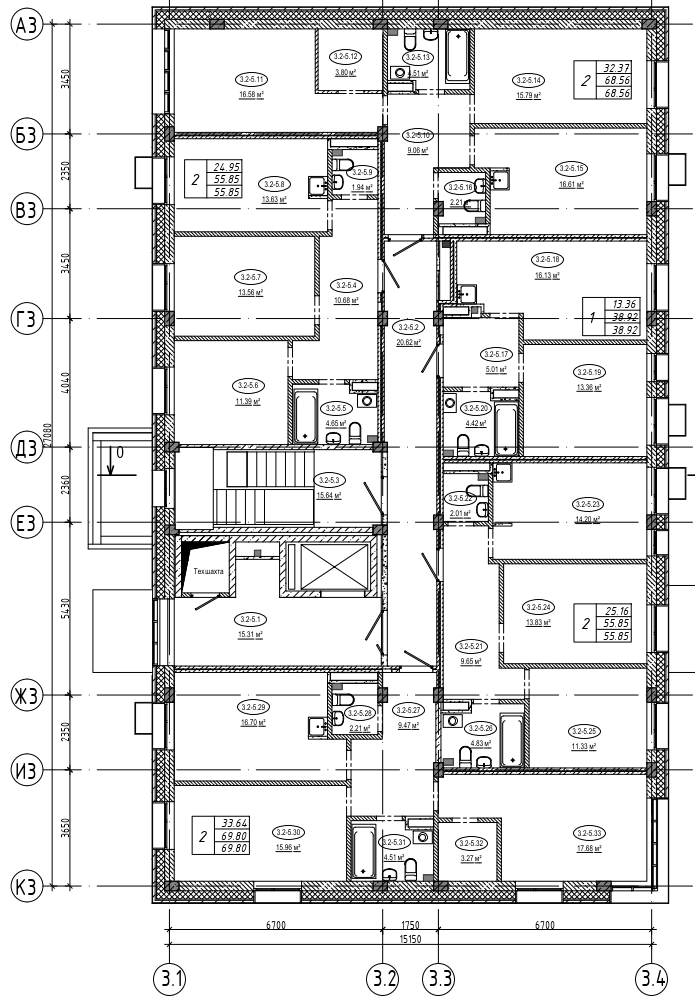 А3
3.2-5.12
3.80 м²
3.2-5.13
4.51 м²
3.2-5.11
16.58 м²
3.2-5.14
15.79 м²
2
32.37
68.56
68.56
3450
Б3
3.2-5.10
9.06 м²
2
24.95
55.85
55.85
3.2-5.9
1.94 м²
3.2-5.8
13.63 м²
3.2-5.15
16.61 м²
3.2-5.16
2.21 м²
2350
В3
3.2-5.7
13.56 м²
3.2-5.4
10.68 м²
3.2-5.18
16.13 м²
1
13.36
38.92
38.92
3450
Г3
3.2-5.2
20.62 м²
3.2-5.17
5.01 м²
3.2-5.19
13.36 м²
3.2-5.6
11.39 м²
3.2-5.5
4.65 м²
3.2-5.20
4.42 м²
4040
27080
Д3
0
3.2-5.3
15.64 м²
3.2-5.22
2.01 м²
3.2-5.23
14.20 м²
2360
Е3
Техшахта
3.2-5.1
15.31 м²
3.2-5.24
13.83 м²
2
25.16
55.85
55.85
3.2-5.21
9.65 м²
5430
Ж3
3.2-5.29
16.70 м²
3.2-5.28
2.21 м²
3.2-5.27
9.47 м²
3.2-5.26
4.83 м²
3.2-5.25
11.33 м²
2350
И3
2
33.64
69.80
69.80
3.2-5.30
15.96 м²
3.2-5.31
4.51 м²
3.2-5.32
3.27 м²
3.2-5.33
17.68 м²
3650
К3
6700
1750
6700
15150
3.1
3.2
3.3
3.4